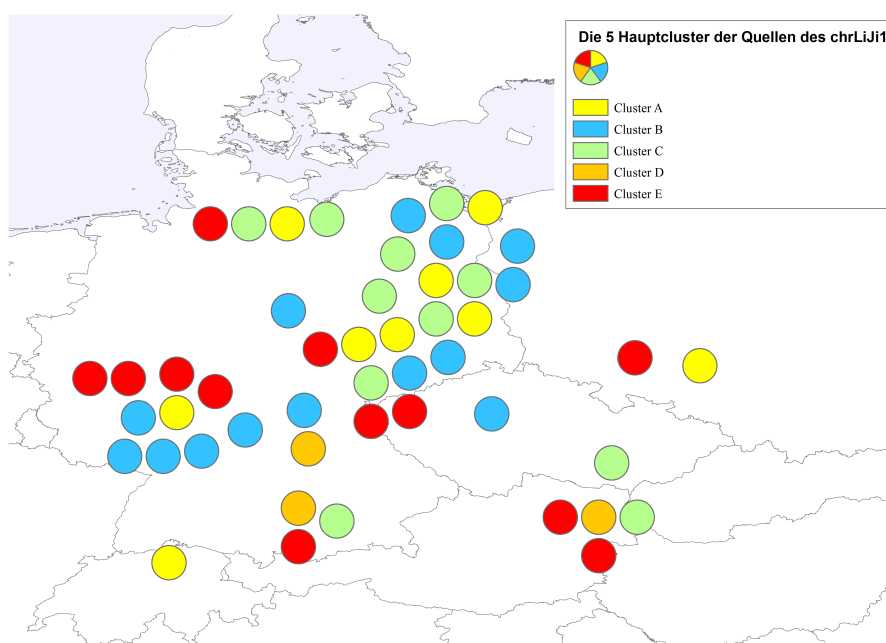 Die 5 Hauptcluster der Quellen des chrLiJi1
Cluster A
Cluster B
Cluster C
Cluster D
Cluster E